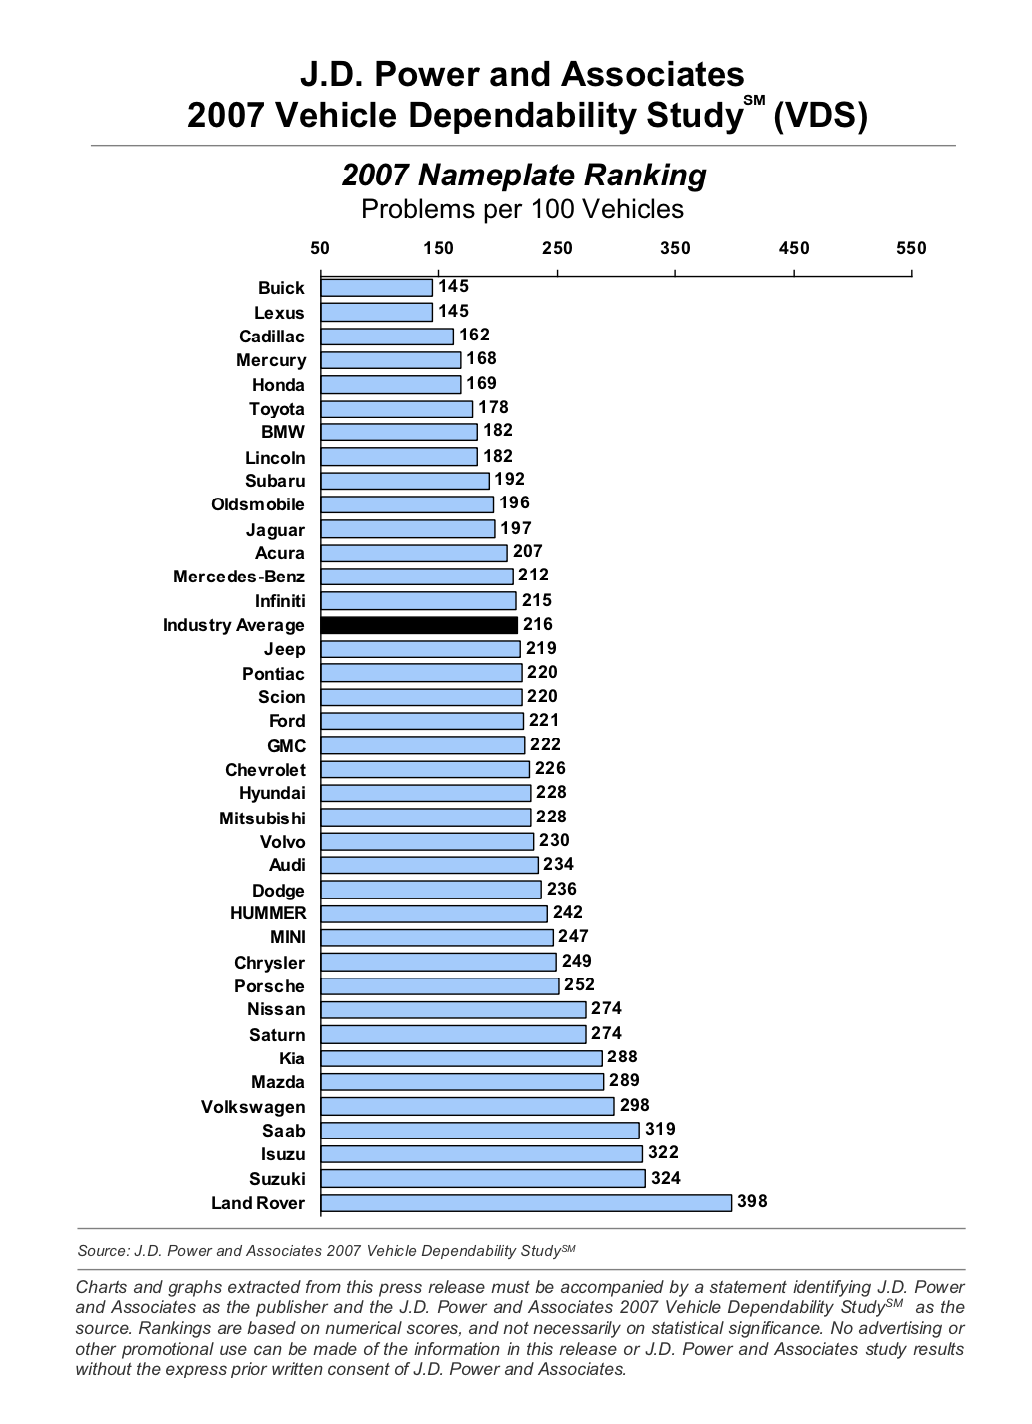 J.D. Power and Associates
2007 Vehicle Dependability StudySM (VDS)
2007 Nameplate Ranking
Problems per 100 Vehicles
50 150 250 350 450 550
Buick 145
Lexus 145
Cadillac 162
Mercury 168
Honda 169
Toyota 178
BMW 182
Lincoln 182
Subaru 192
Oldsmobile 196
Jaguar 197
Acura 207
Mercedes-Benz 212
Infiniti 215
Industry Average 216
Jeep 219
Pontiac 220
Scion 220
Ford 221
GMC 222
Chevrolet 226
Hyundai 228
Mitsubishi 228
Volvo 230
Audi 234
Dodge 236
HUMMER 242
MINI 247
Chrysler 249
Porsche 252
Nissan 274
Saturn 274
Kia 288
Mazda 289
Volkswagen 298
Saab 319
Isuzu 322
Suzuki 324
Land Rover 398
Source: J.D. Power and Associates 2007 Vehicle Dependability StudySM
Charts and graphs extracted from this press release must be accompanied by a statement identifying J.D. Power
and Associates as the publisher and the J.D. Power and Associates 2007 Vehicle Dependability StudySM as the
source. Rankings are based on numerical scores, and not necessarily on statistical significance. No advertising or
other promotional use can be made of the information in this release or J.D. Power and Associates study results
without the express prior written consent of J.D. Power and Associates.